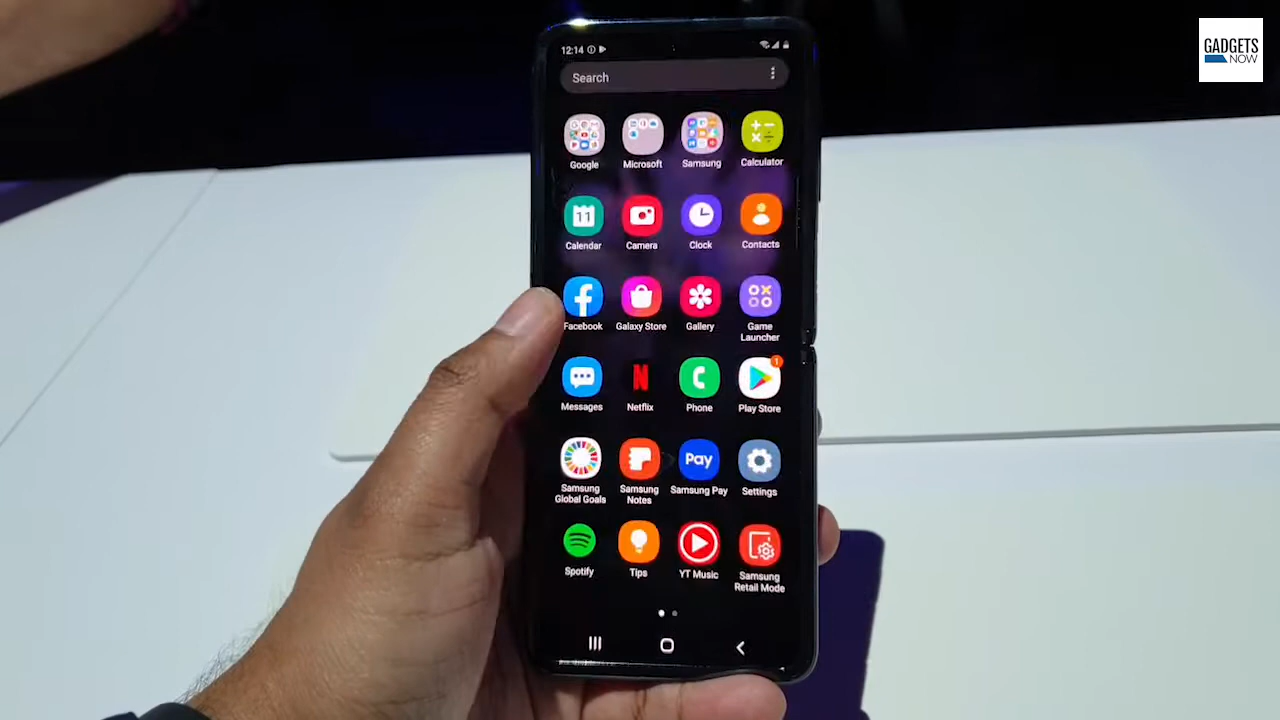 GADGETS
NOW
12:14
Search
Google
Microsoft
Samsung
Calculator
11
Calendar
Camera
Clock
Contacts
Facebook
Galaxy Store
Gallery
Game
Launcher
1
Messages
Netflix
Phone
Play Store
Pay
Samsung
Global Goals
Samsung
Notes
Samsung Pay
Settings
Spotify
Tips
YT Music
Samsung
Retail Mode